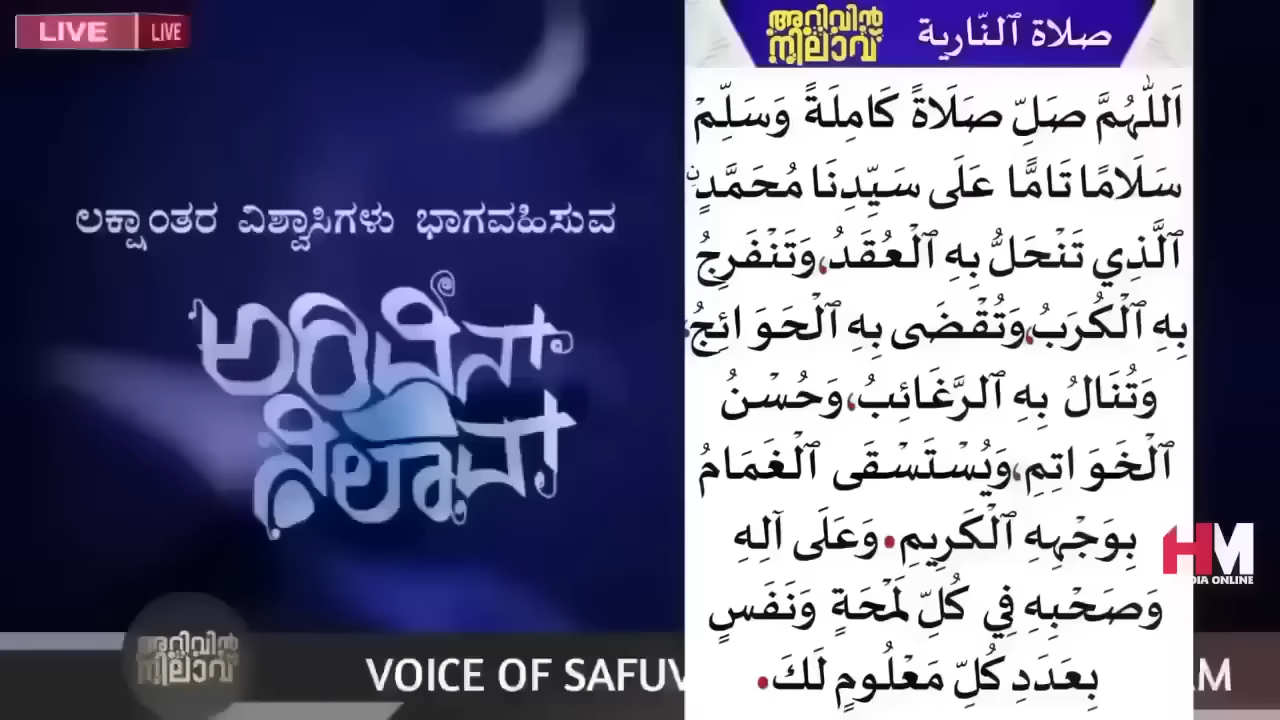 LIVE LIVE
ಲಕ್ಷಾಂತರ ವಿಶ್ವಾಸಿಗಳು ಭಾಗವಹಿಸುವ
ಅರಿವಿನ್
ನಿಲಾವ್
അറിവിൻ
നിലാവ്
VOICE OF SAFUV
അറിവിൻ
നിലാവ്
صلاة ٱلنّارية
اَللّٰهُمَّ صَلِّ صَلَاةً كَامِلَةً وَسَلِّمْ
سَلَامًا تَامًّا عَلَى سَيِّدِنَا مُحَمَّدٍ
ٱلَّذِي تَنْحَلُّ بِهِ ٱلْعُقَدُ، وَتَنْفَرِجُ
بِهِ ٱلْكُرَبُ، وَتُقْضَى بِهِ ٱلْحَوَائِجُ،
وَتُنَالُ بِهِ ٱلرَّغَائِبُ، وَحُسْنُ
ٱلْخَوَاتِمِ، وَيُسْتَسْقَى ٱلْغَمَامُ
بِوَجْهِهِ ٱلْكَرِيمِ. وَعَلَى آلِهِ
وَصَحْبِهِ فِي كُلِّ لَمْحَةٍ وَنَفَسٍ
بِعَدَدِ كُلِّ مَعْلُومٍ لَكَ.
HM
DIA ONLINE
AM